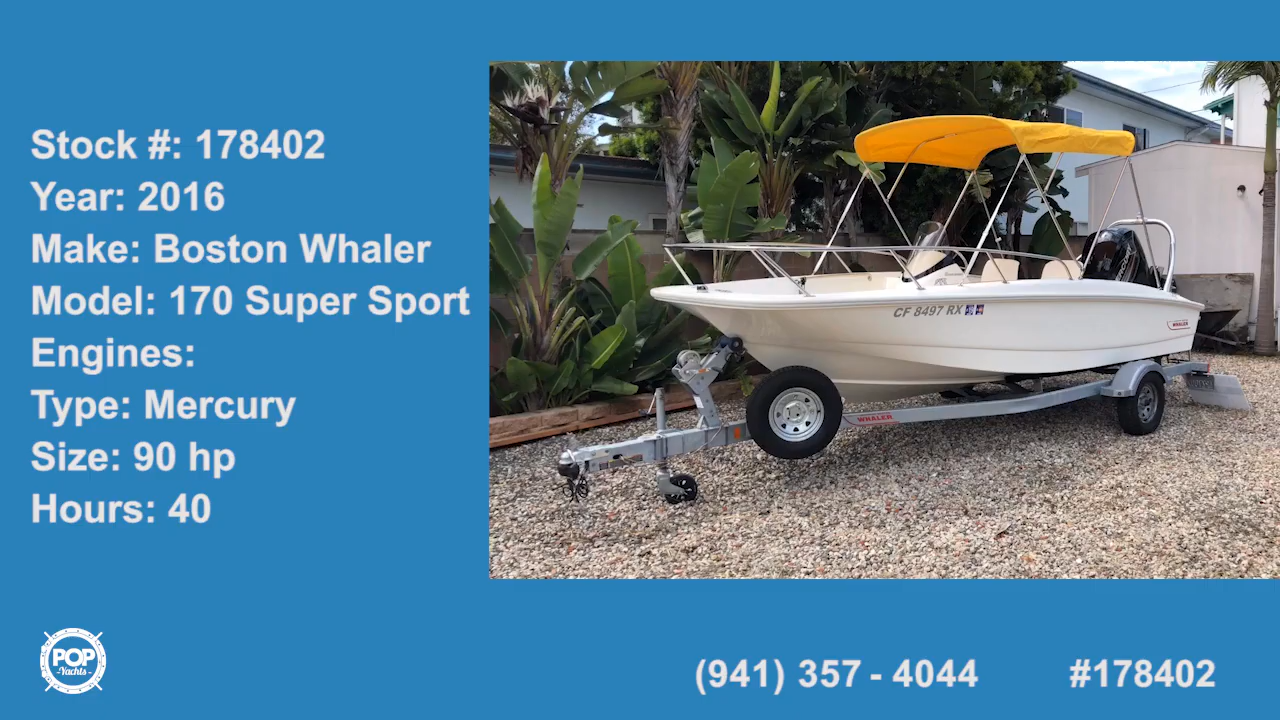 Stock #: 178402
Year: 2016
Make: Boston Whaler
Model: 170 Super Sport
Engines:
Type: Mercury
Size: 90 hp
Hours: 40
CF 8497 RX
WHALER
WHALER
POP
-Yachts-
(941) 357 - 4044
#178402